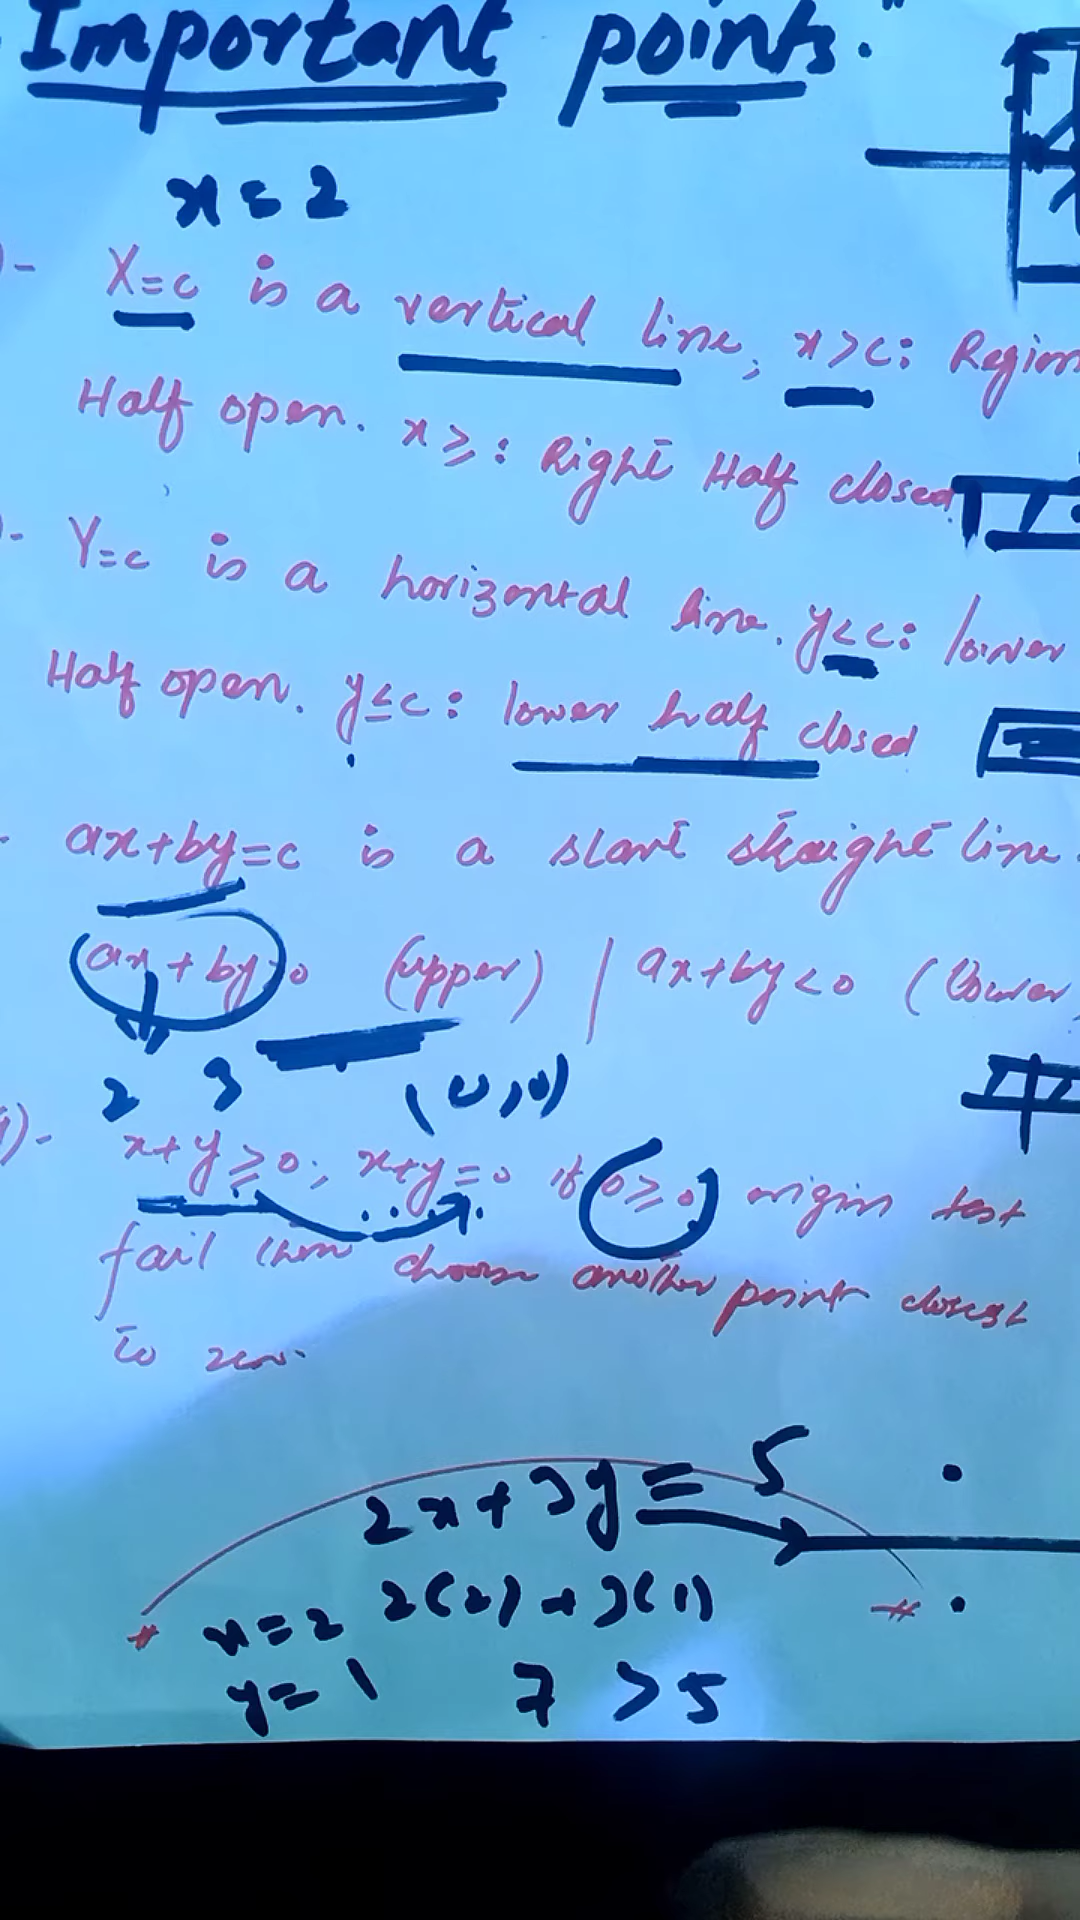 Important points."
x = 2
)- X=c is a vertical line, x>c: Region
Half open. x≥: Right Half closed
)- Y=c is a horizontal line. y<c: lower
Half open. y≤c: lower half closed
- ax+by=c is a slant straight line.
ax+by>0 (upper) | ax+by<0 (lower
2 3 (0,0)
)- x+y≥0; x+y=0 if 0≥0 origin test
fail then choose another point closest
to zero.
2x+3y = 5
x=2 2(2)+3(1)
y=1 7 > 5